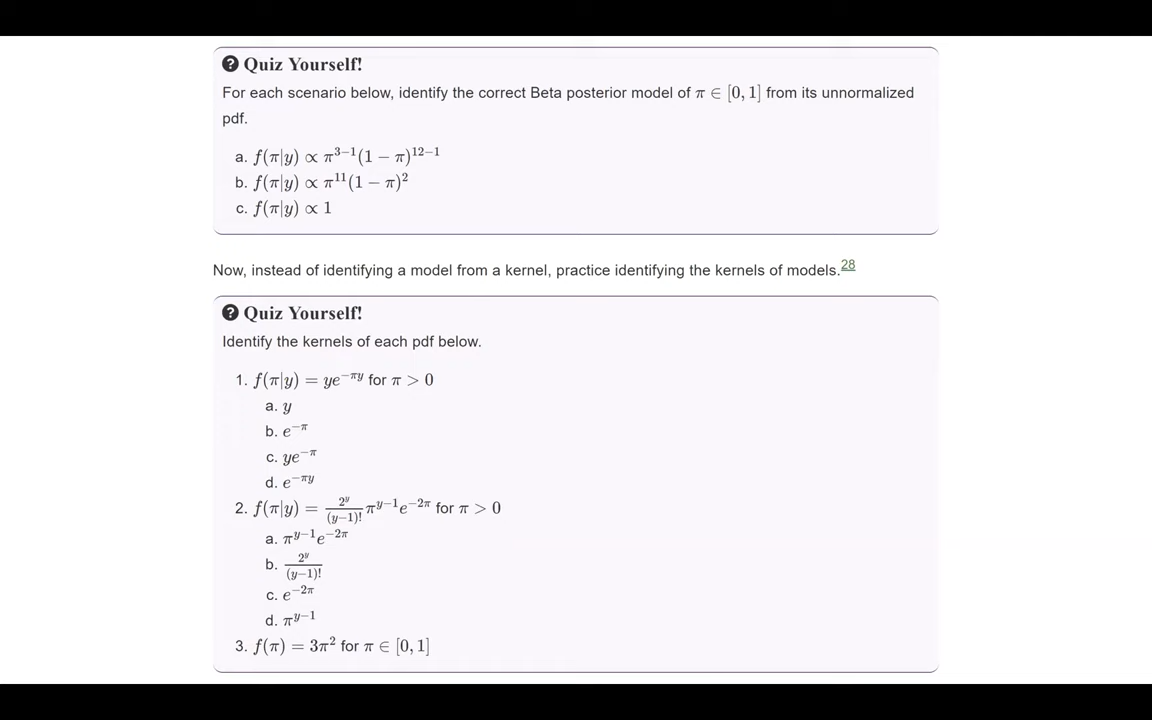 ? Quiz Yourself!
For each scenario below, identify the correct Beta posterior model of π ∈ [0, 1] from its unnormalized
pdf.
a. f(π|y) ∝ π^{3−1}(1 − π)^{12−1}
b. f(π|y) ∝ π^{11}(1 − π)^2
c. f(π|y) ∝ 1
Now, instead of identifying a model from a kernel, practice identifying the kernels of models.28
? Quiz Yourself!
Identify the kernels of each pdf below.
1. f(π|y) = ye^{−πy} for π > 0
a. y
b. e^{−π}
c. ye^{−π}
d. e^{−πy}
2. f(π|y) = \frac{2^y}{(y−1)!} π^{y−1}e^{−2π} for π > 0
a. π^{y−1}e^{−2π}
b. \frac{2^y}{(y−1)!}
c. e^{−2π}
d. π^{y−1}
3. f(π) = 3π^2 for π ∈ [0, 1]